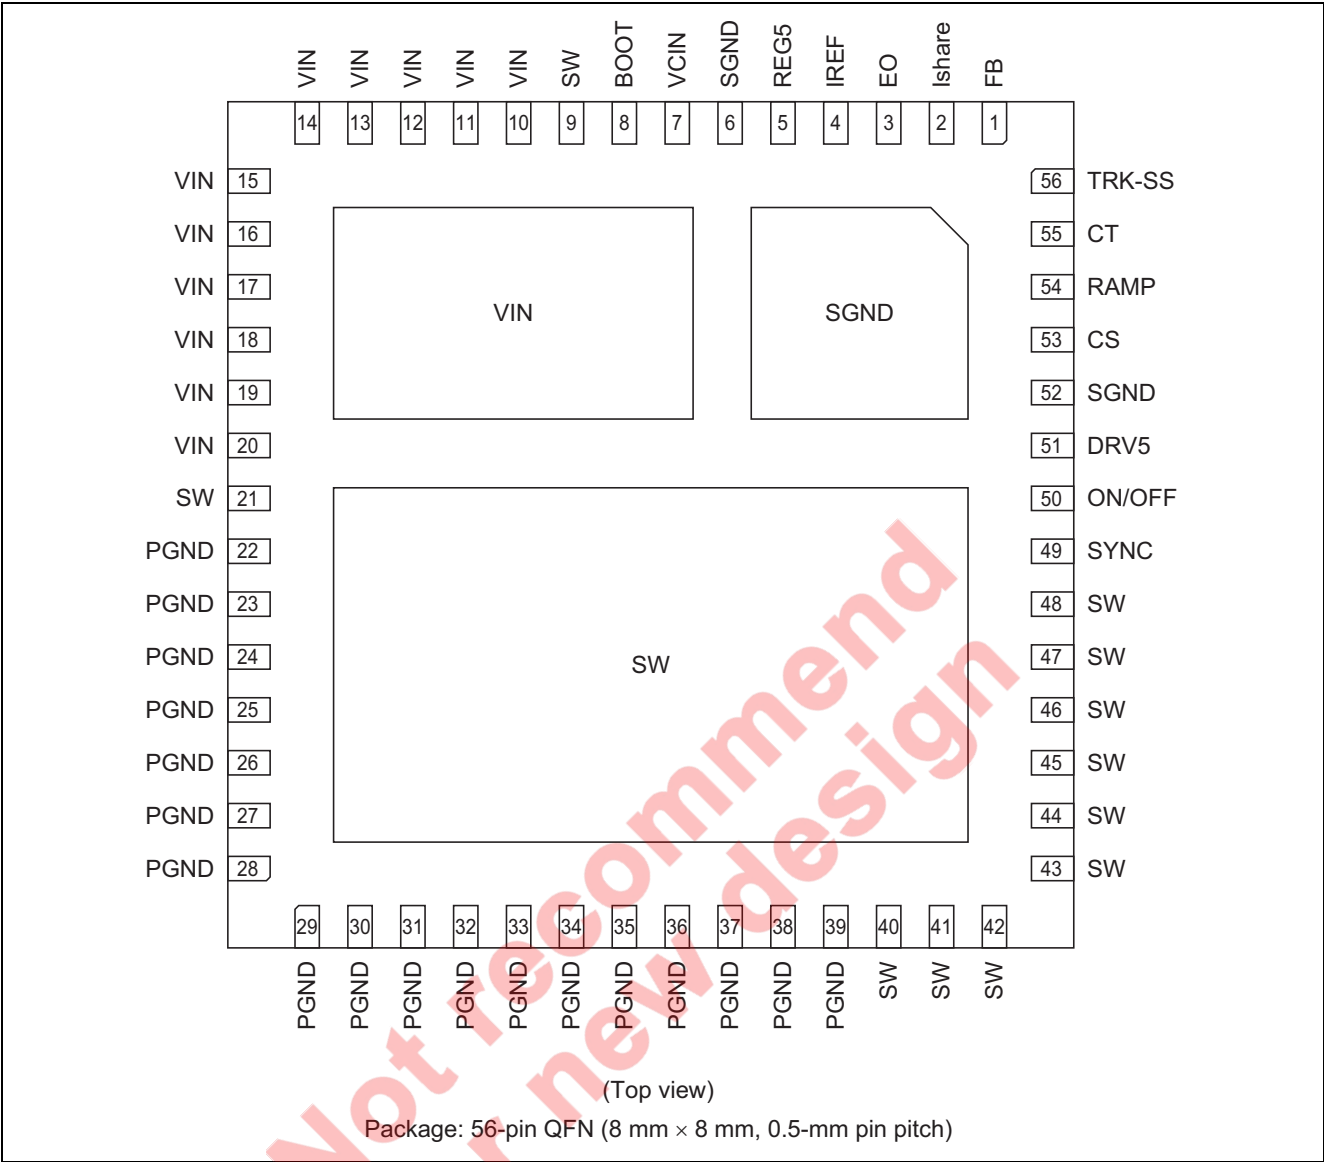 VIN VIN VIN VIN VIN SW BOOT VCIN SGND REG5 IREF EO Ishare FB
14 13 12 11 10 9 8 7 6 5 4 3 2 1
VIN 15 56 TRK-SS
VIN 16 55 CT
VIN 17 54 RAMP
VIN SGND
VIN 18 53 CS
VIN 19 52 SGND
VIN 20 51 DRV5
SW 21 50 ON/OFF
PGND 22 49 SYNC
PGND 23 48 SW
PGND 24 SW 47 SW
PGND 25 46 SW
PGND 26 45 SW
PGND 27 44 SW
PGND 28 43 SW
29 30 31 32 33 34 35 36 37 38 39 40 41 42
PGND PGND PGND PGND PGND PGND PGND PGND PGND PGND PGND SW SW SW
(Top view)
Package: 56-pin QFN (8 mm × 8 mm, 0.5-mm pin pitch)
Not recommend
r new design